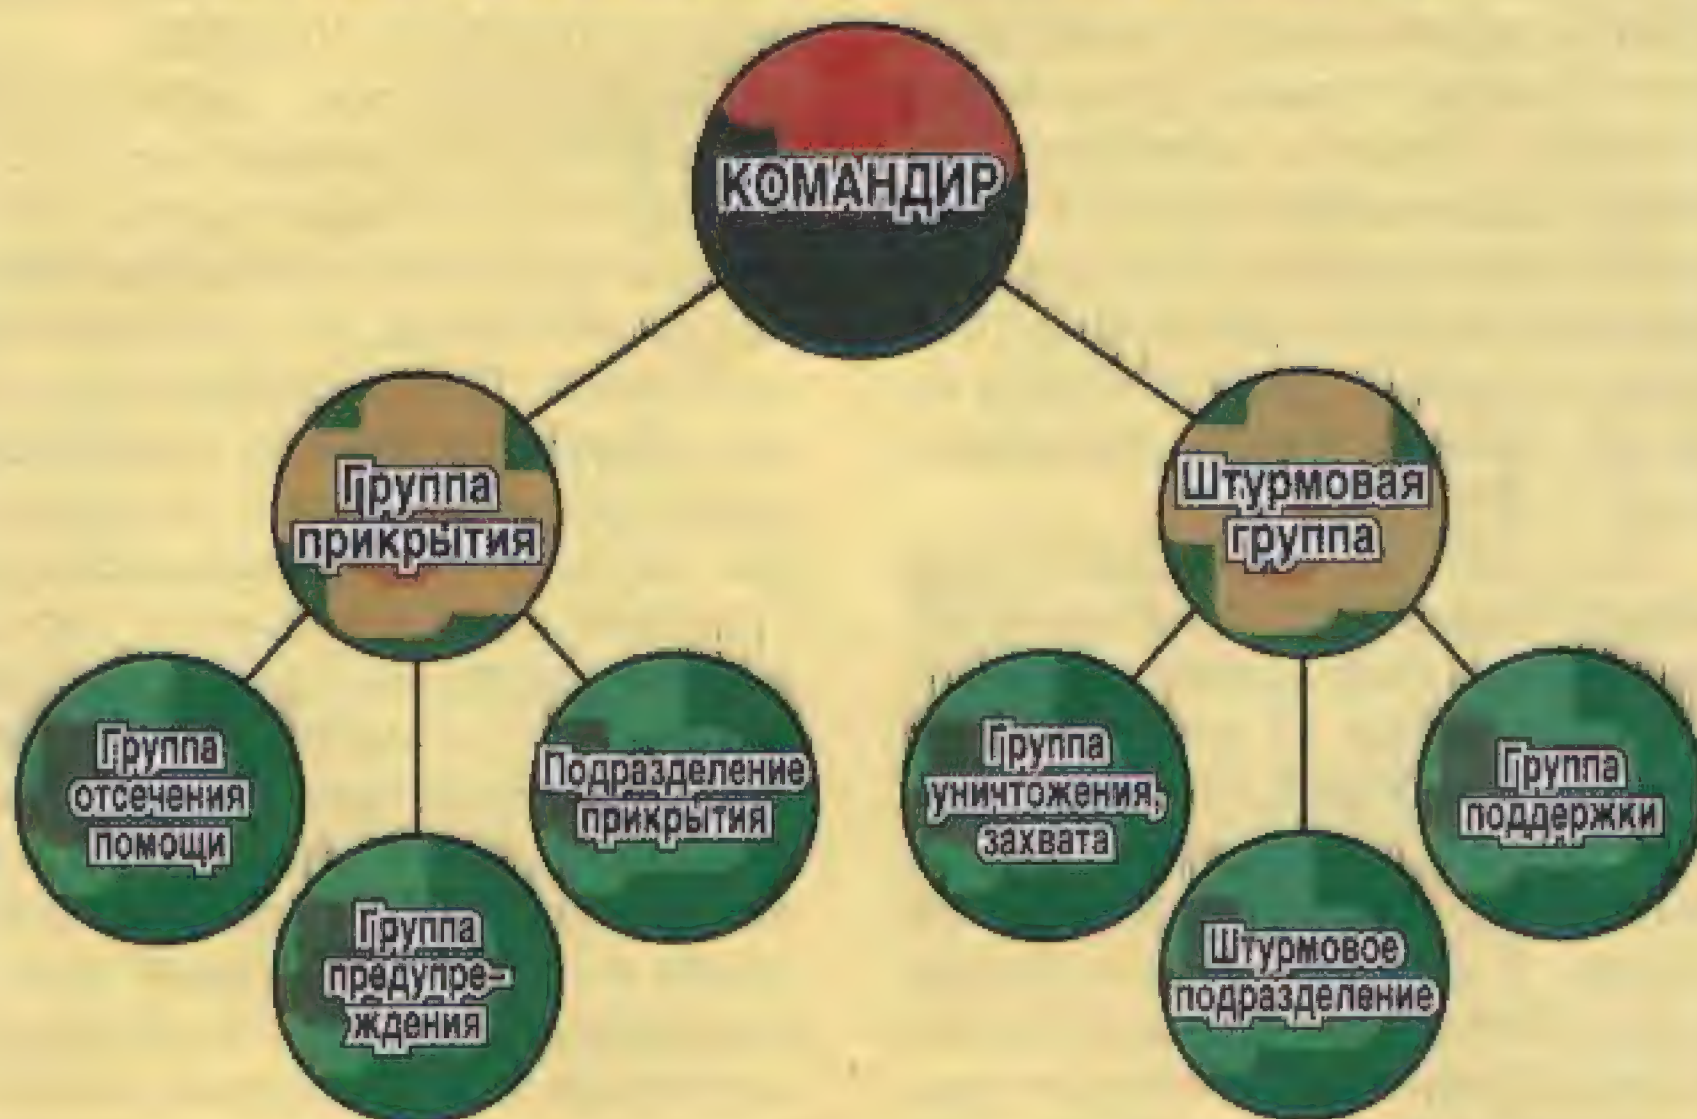 КОМАНДИР
Группа
прикрытия
Штурмовая
группа
Группа
отсечения
помощи
Группа
предупре-
ждения
Подразделение
прикрытия
Группа
уничтожения,
захвата
Штурмовое
подразделение
Группа
поддержки